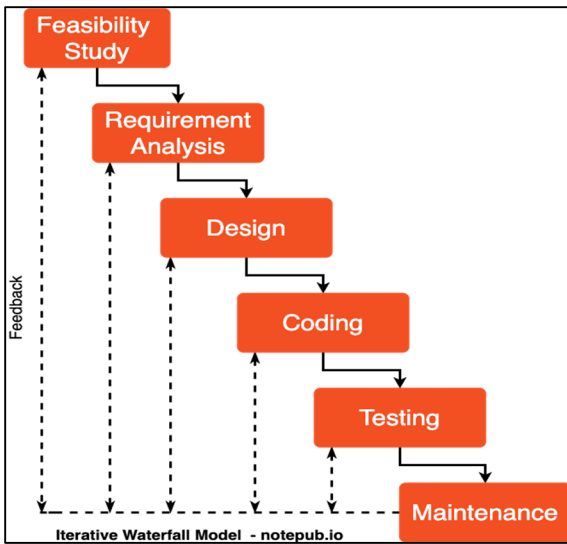 Feasibility
Study
Requirement
Analysis
Design
Coding
Feedback
Testing
Maintenance
Iterative Waterfall Model - notepub.io